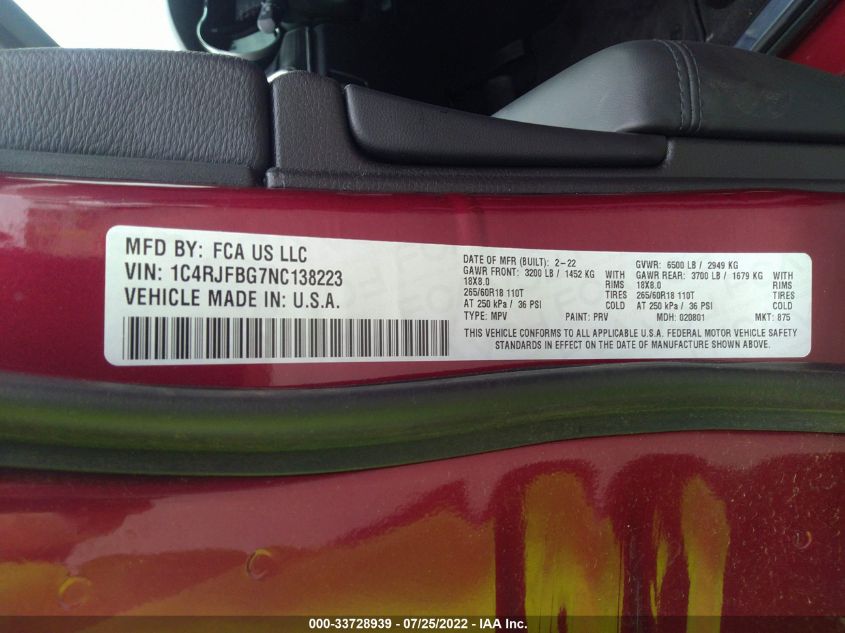 MFD BY: FCA US LLC
VIN: 1C4RJFBG7NC138223
VEHICLE MADE IN: U.S.A.
DATE OF MFR (BUILT): 2-22 GVWR: 6500 LB / 2949 KG
GAWR FRONT: 3200 LB / 1452 KG GAWR REAR: 3700 LB / 1679 KG
18X8.0 RIMS 18X8.0 RIMS
265/60R18 110T TIRES 265/60R18 110T TIRES
AT 250 kPa / 36 PSI COLD AT 250 kPa / 36 PSI COLD
TYPE: MPV PAINT: PRV MDH: 020801 MKT: 875
THIS VEHICLE CONFORMS TO ALL APPLICABLE U.S.A. FEDERAL MOTOR VEHICLE SAFETY
STANDARDS IN EFFECT ON THE DATE OF MANUFACTURE SHOWN ABOVE.
000-33728939 - 07/25/2022 - IAA Inc.